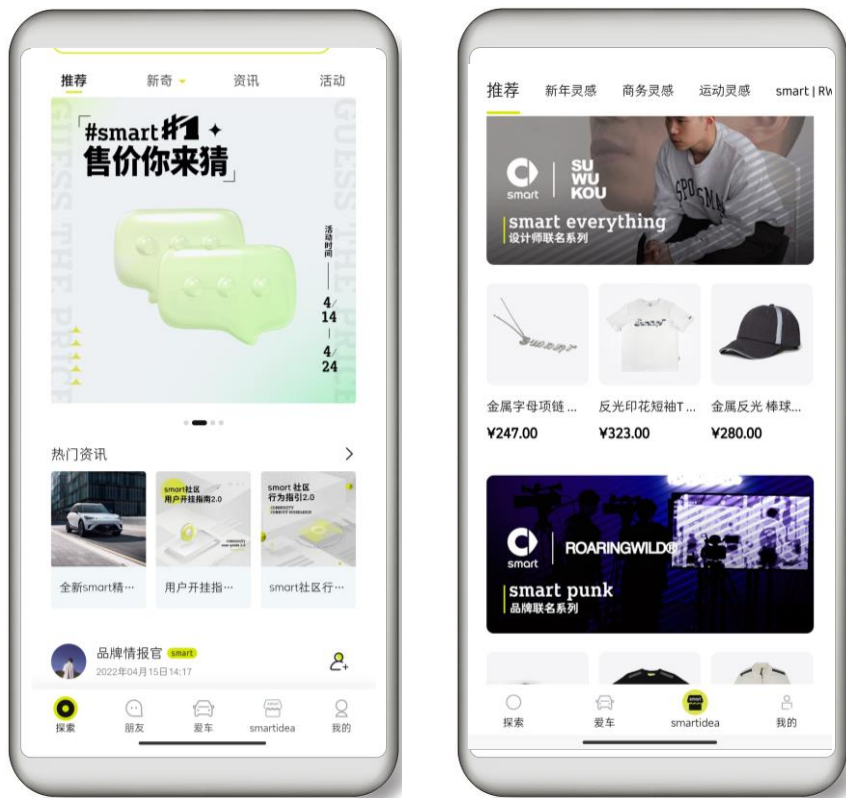 推荐
新奇
资讯
活动
#smart #1
售价你来猜
GUESS THE PRICE
GUESS THE PRICE
活动时间
4/
14
4/
24
热门资讯
smart社区
用户开挂指南2.0
smart 社区
行为指引2.0
全新smart精…
用户开挂指…
smart社区行…
品牌情报官 smart
2022年04月15日14:17
探索
朋友
爱车
smartidea
我的
推荐
新年灵感
商务灵感
运动灵感
smart | RW
smart
SU
WU
KOU
smart everything
设计师联名系列
金属字母项链 ...
反光印花短袖T ...
金属反光 棒球...
¥247.00
¥323.00
¥280.00
smart
ROARINGWILD®
smart punk
品牌联名系列
探索
爱车
smartidea
我的